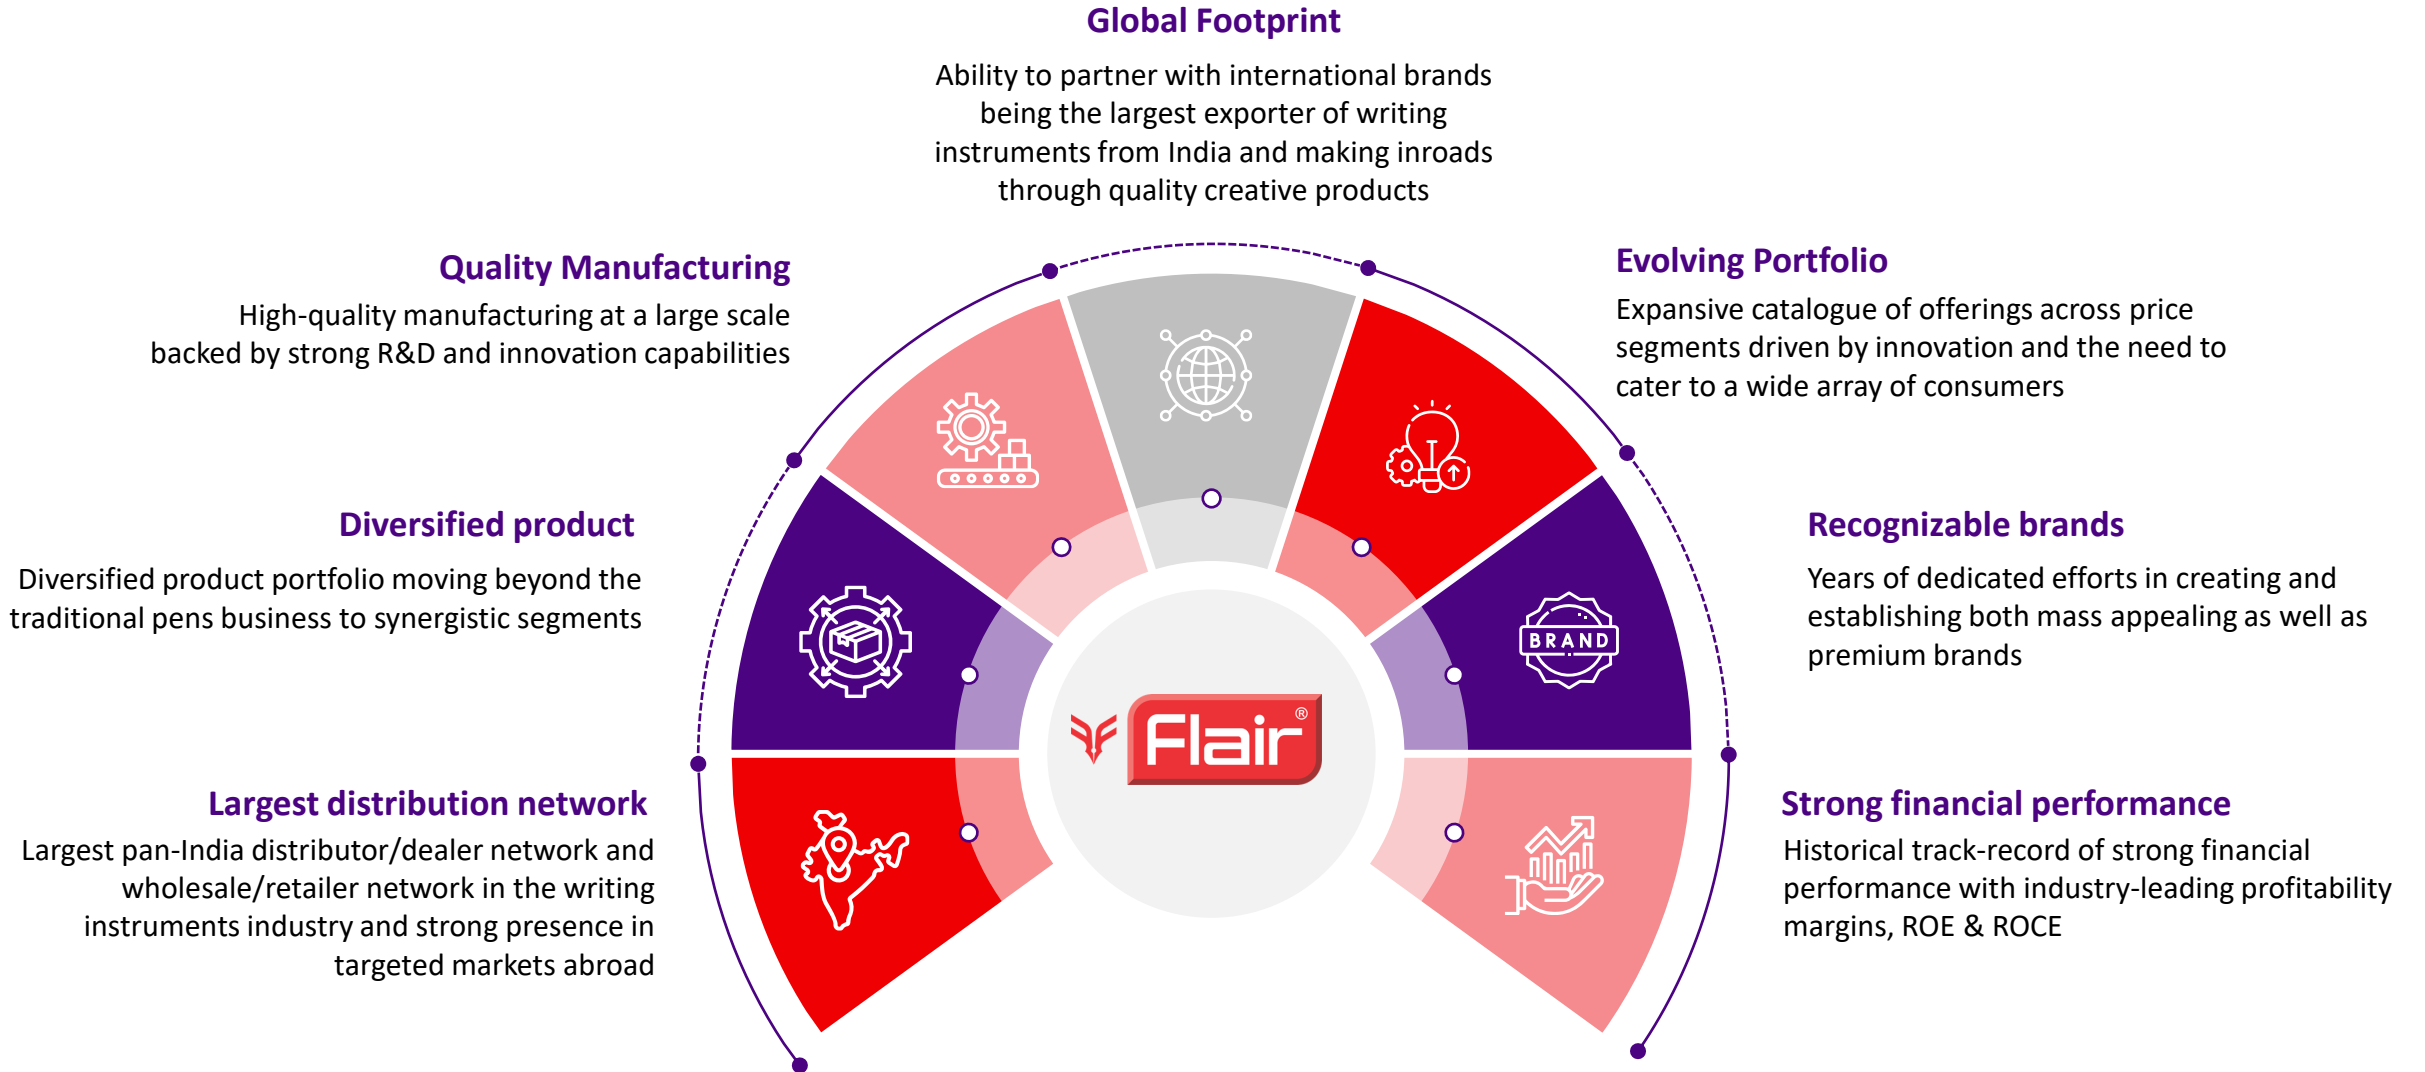 Global Footprint
Ability to partner with international brands
being the largest exporter of writing
instruments from India and making inroads
through quality creative products
Quality Manufacturing
High-quality manufacturing at a large scale
backed by strong R&D and innovation capabilities
Evolving Portfolio
Expansive catalogue of offerings across price
segments driven by innovation and the need to
cater to a wide array of consumers
Diversified product
Diversified product portfolio moving beyond the
traditional pens business to synergistic segments
Recognizable brands
Years of dedicated efforts in creating and
establishing both mass appealing as well as
premium brands
BRAND
Flair®
Largest distribution network
Largest pan-India distributor/dealer network and
wholesale/retailer network in the writing
instruments industry and strong presence in
targeted markets abroad
Strong financial performance
Historical track-record of strong financial
performance with industry-leading profitability
margins, ROE & ROCE